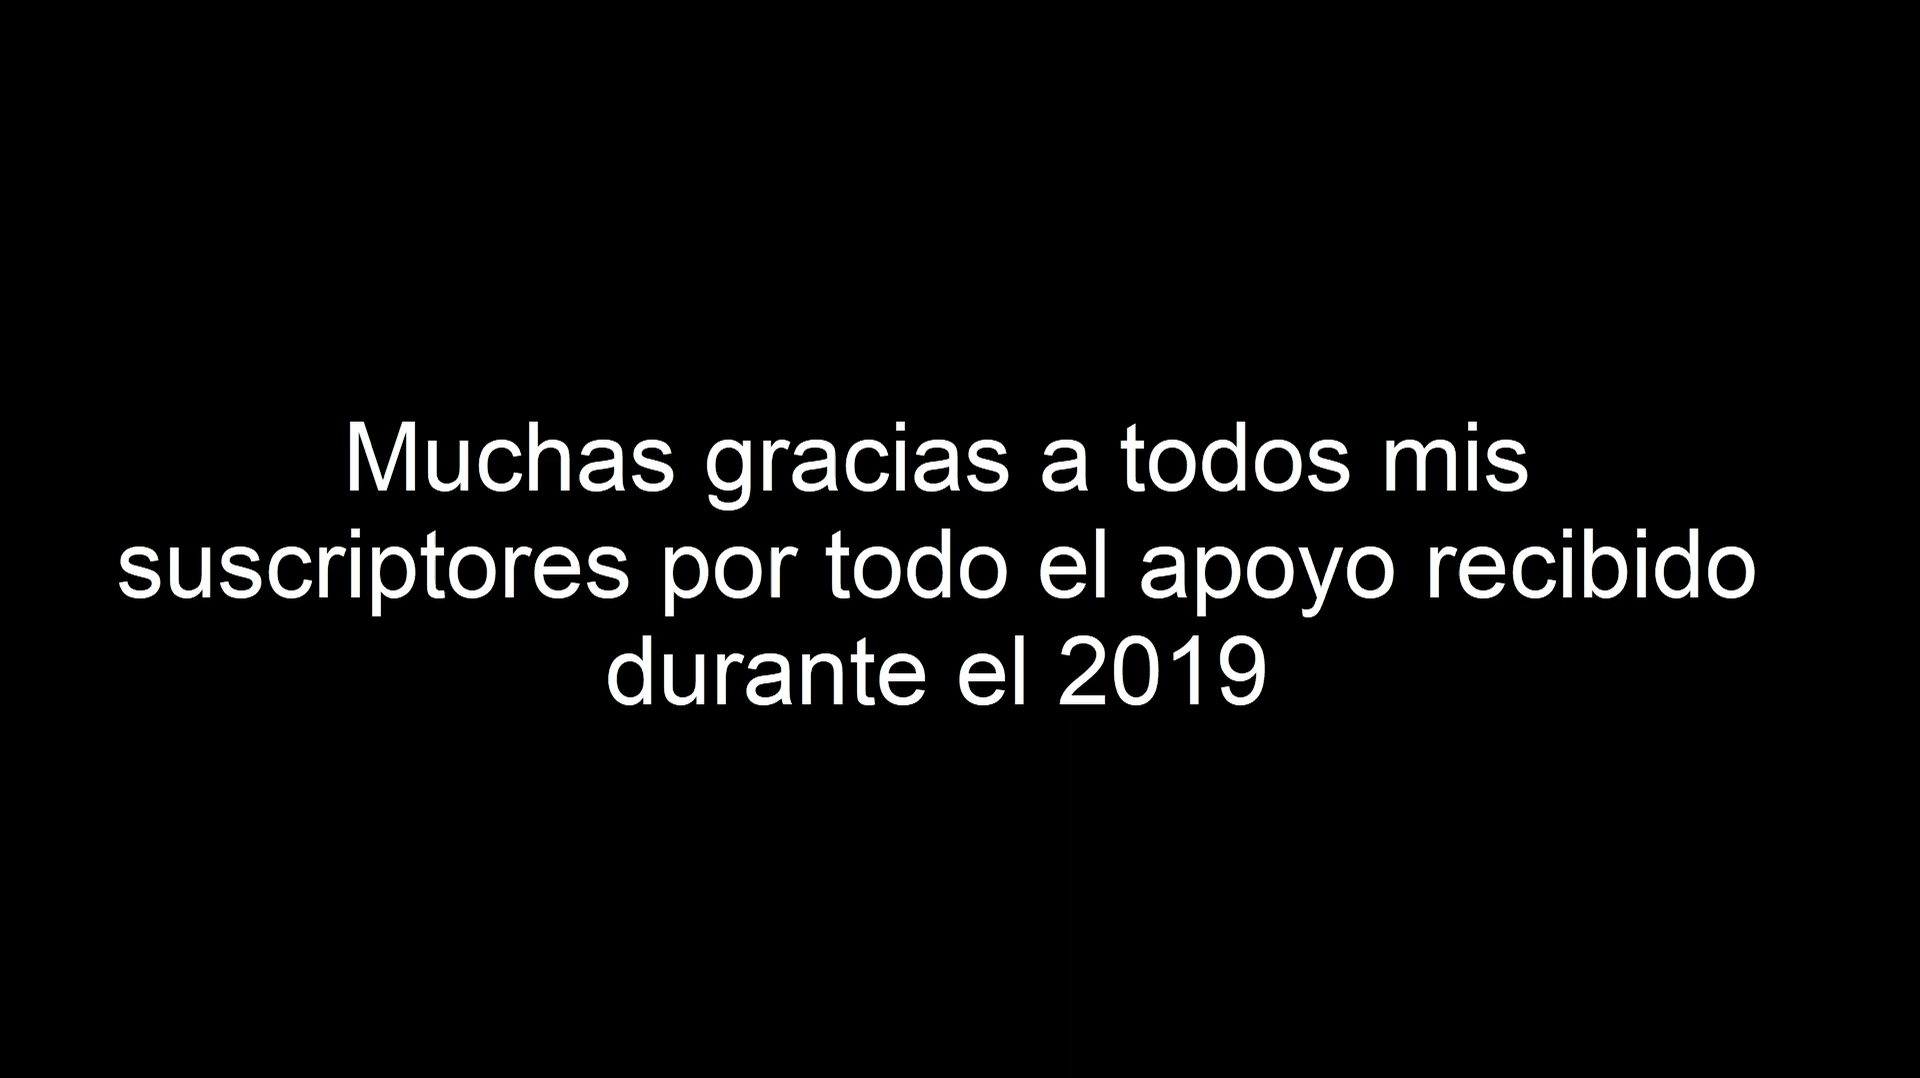 Muchas gracias a todos mis
suscriptores por todo el apoyo recibido
durante el 2019